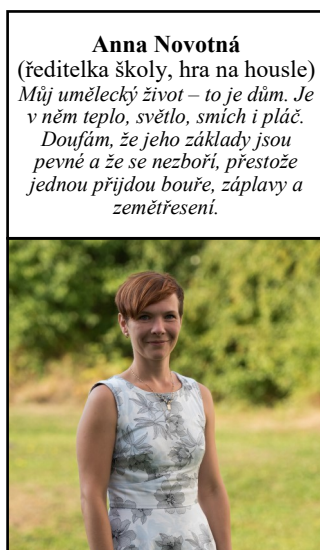 Anna Novotná
(ředitelka školy, hra na housle)
Můj umělecký život – to je dům. Je
v něm teplo, světlo, smích i pláč.
Doufám, že jeho základy jsou
pevné a že se nezboří, přestože
jednou přijdou bouře, záplavy a
zemětřesení.